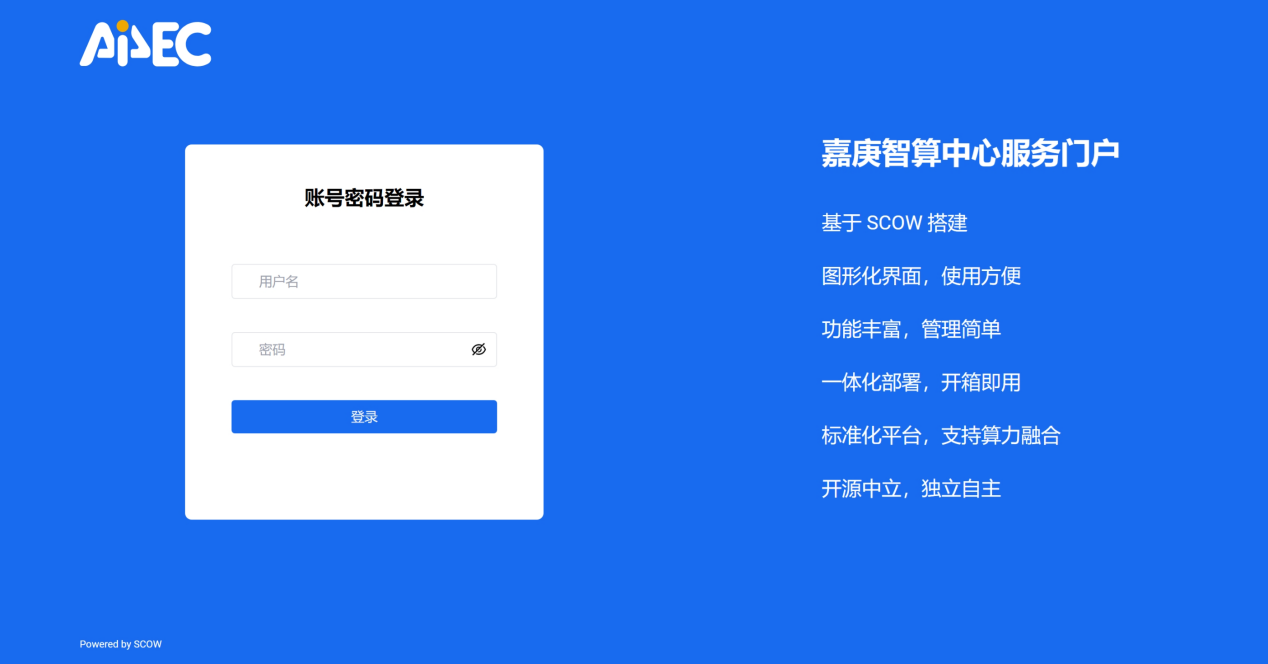 AI4EC
账号密码登录
用户名
密码
登录
嘉庚智算中心服务门户
基于 SCOW 搭建
图形化界面，使用方便
功能丰富，管理简单
一体化部署，开箱即用
标准化平台，支持算力融合
开源中立，独立自主
Powered by SCOW